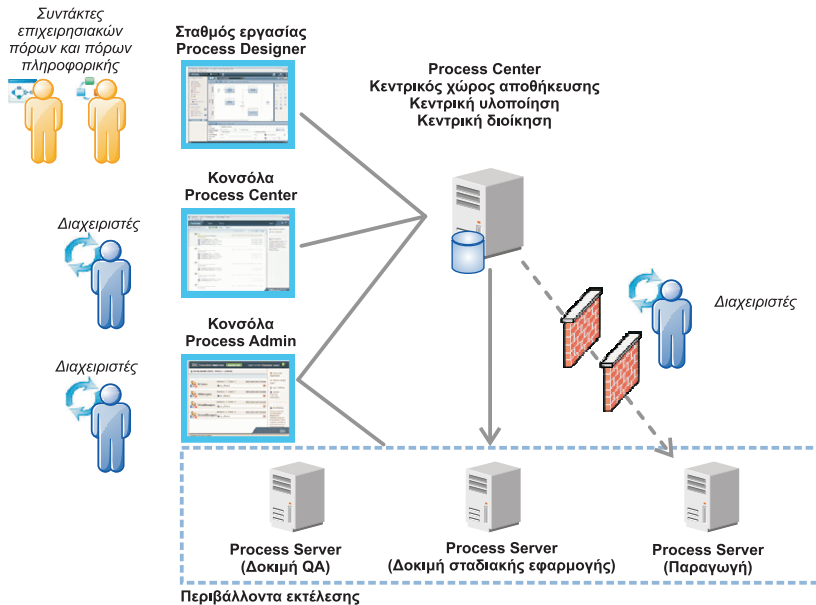 Συντάκτες
επιχειρησιακών
πόρων και πόρων
πληροφορικής
Σταθμός εργασίας
Process Designer
Process Center
Κεντρικός χώρος αποθήκευσης
Κεντρική υλοποίηση
Κεντρική διοίκηση
Κονσόλα
Process Center
Διαχειριστές
Διαχειριστές
Κονσόλα
Process Admin
Διαχειριστές
Process Server
(Δοκιμή QA)
Process Server
(Δοκιμή σταδιακής εφαρμογής)
Process Server
(Παραγωγή)
Περιβάλλοντα εκτέλεσης